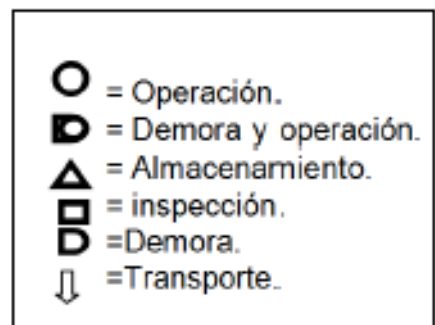 = Operación.
= Demora y operación.
= Almacenamiento.
= inspección.
=Demora.
=Transporte.